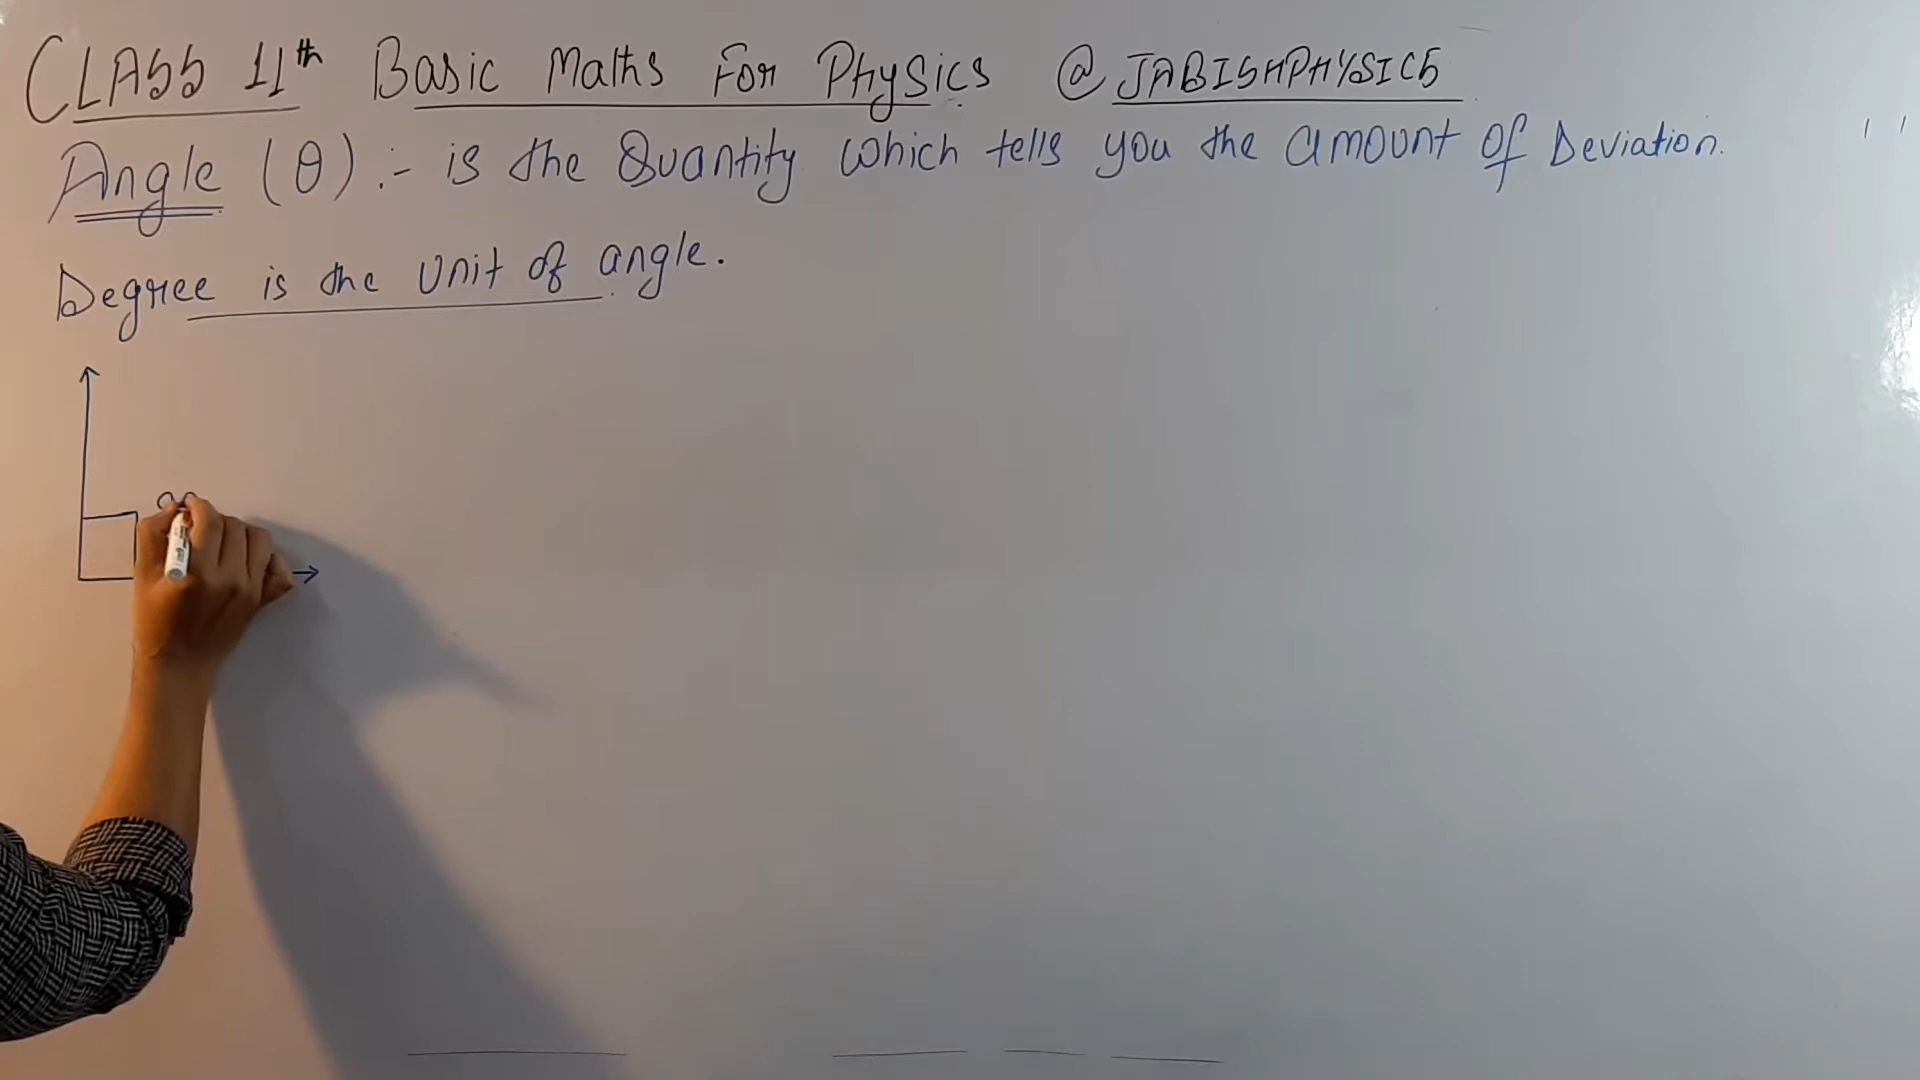 CLASS 11th Basic Maths For Physics @JABISHPHYSICS
Angle (θ) :- is the Quantity which tells you the amount of Deviation.
Degree is the unit of angle.